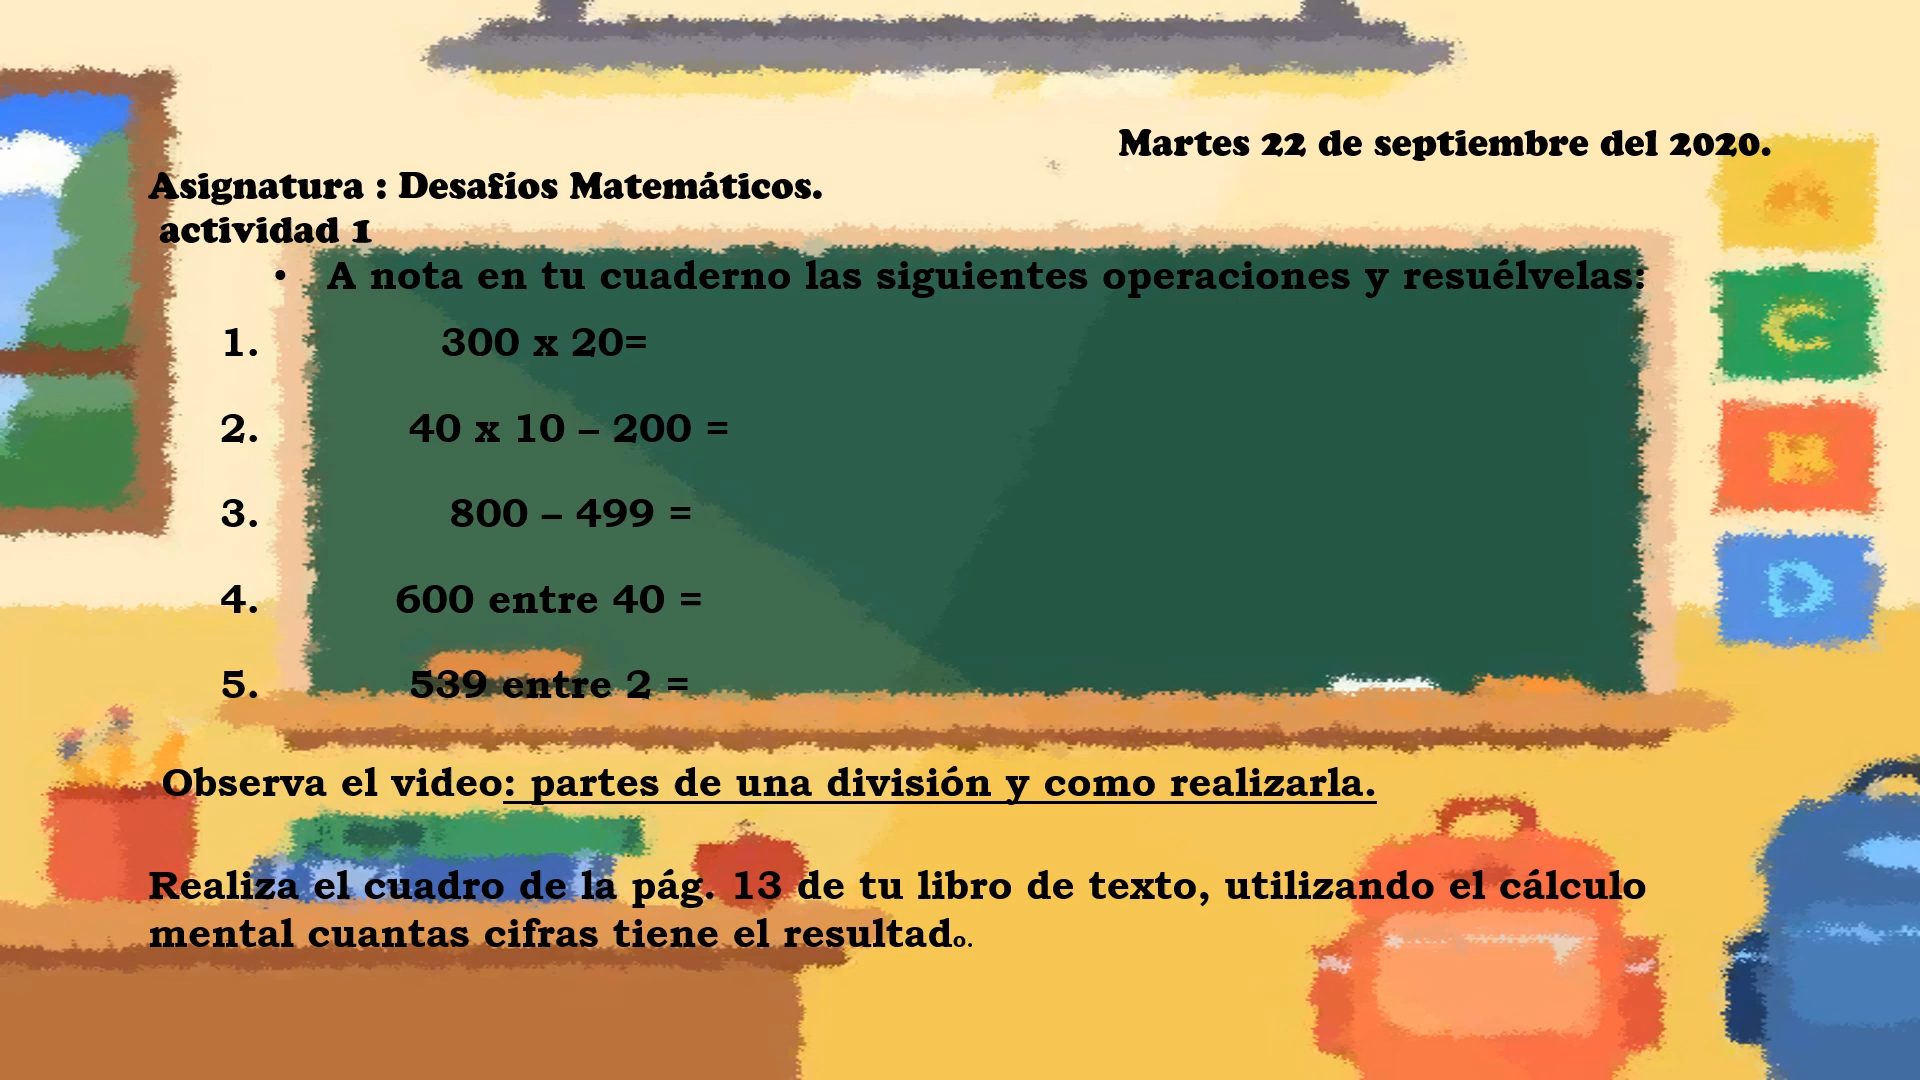 Martes 22 de septiembre del 2020.
Asignatura : Desafíos Matemáticos.
actividad 1
• A nota en tu cuaderno las siguientes operaciones y resuélvelas:
1. 300 x 20=
2. 40 x 10 – 200 =
3. 800 – 499 =
4. 600 entre 40 =
5. 539 entre 2 =
Observa el video: partes de una división y como realizarla.
Realiza el cuadro de la pág. 13 de tu libro de texto, utilizando el cálculo
mental cuantas cifras tiene el resultado.
A
C
H
D